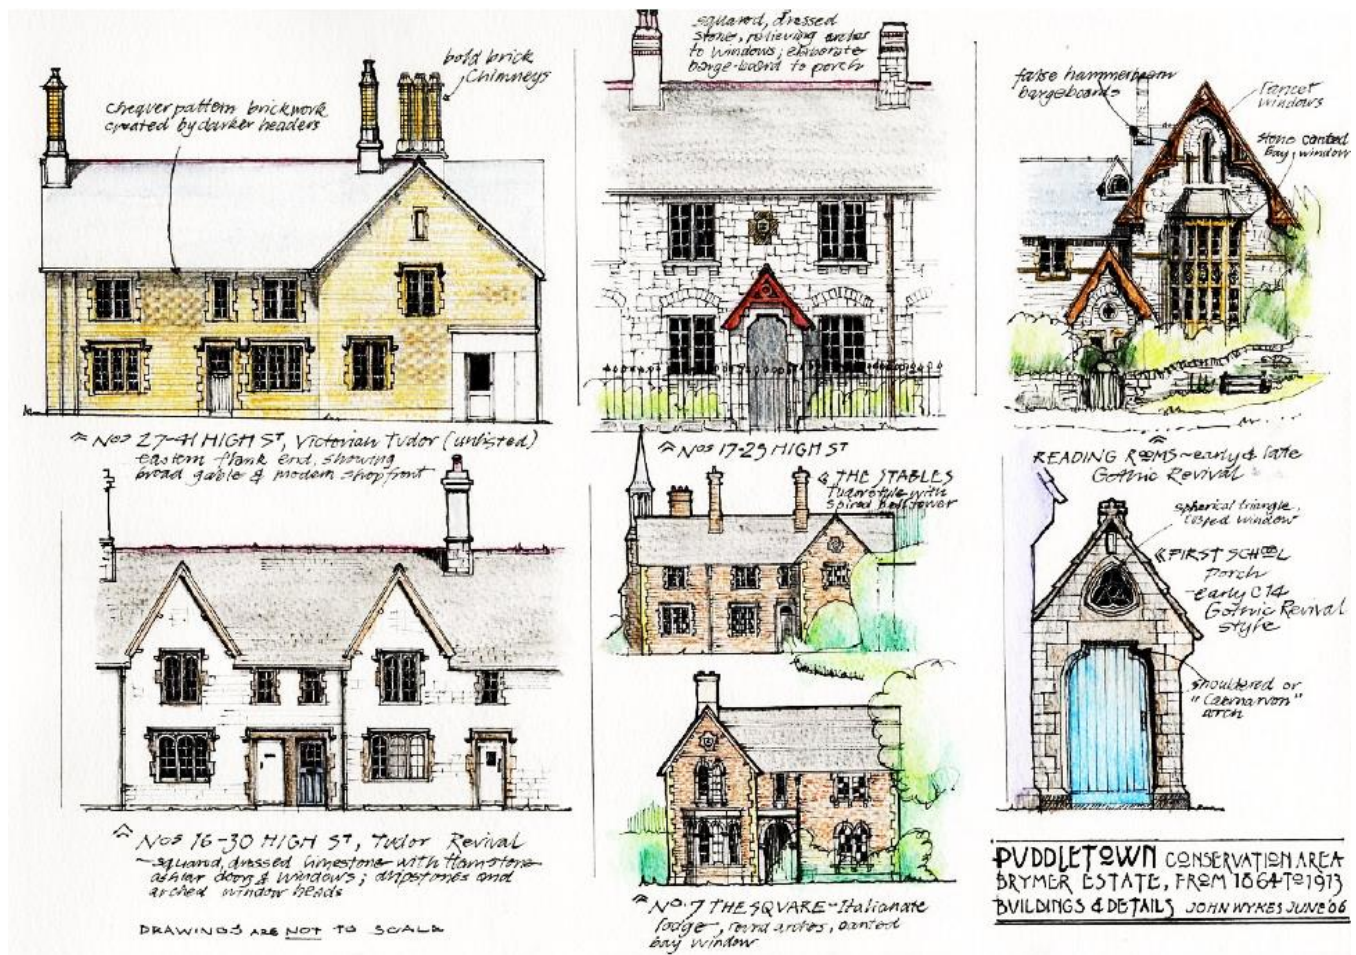 bold brick
chimneys
chequer pattern brickwork
created by darker headers
Nos 27-41 HIGH ST, Victorian Tudor (unlisted)
eastern flank end, showing
broad gable & modern shopfront
squared, dressed
stone, relieving arches
to windows; elaborate
barge-board to porch
Nos 17-23 HIGH ST
false hammerbeam
bargeboards
Lancet
windows
stone canted
bay window
READING ROOMS ~ early & late
Gothic Revival
Nos 16-30 HIGH ST, Tudor Revival
~ squared, dressed limestone with Hamstone
ashlar doors & windows; dripstones and
arched window heads
DRAWINGS ARE NOT TO SCALE
THE STABLES
Tudor style with
spired bell tower
No. 7 THE SQVARE - Italianate
lodge, round arches, canted
bay window
spherical triangle,
cusped window
FIRST SCHOOL
porch
- early C14
Gothic Revival
style
shouldered or
"Caernarvon"
arch
PUDDLETOWN CONSERVATION AREA
BRYMER ESTATE, FROM 1864 TO 1913
BUILDINGS & DETAILS JOHN WYKES JUNE '06